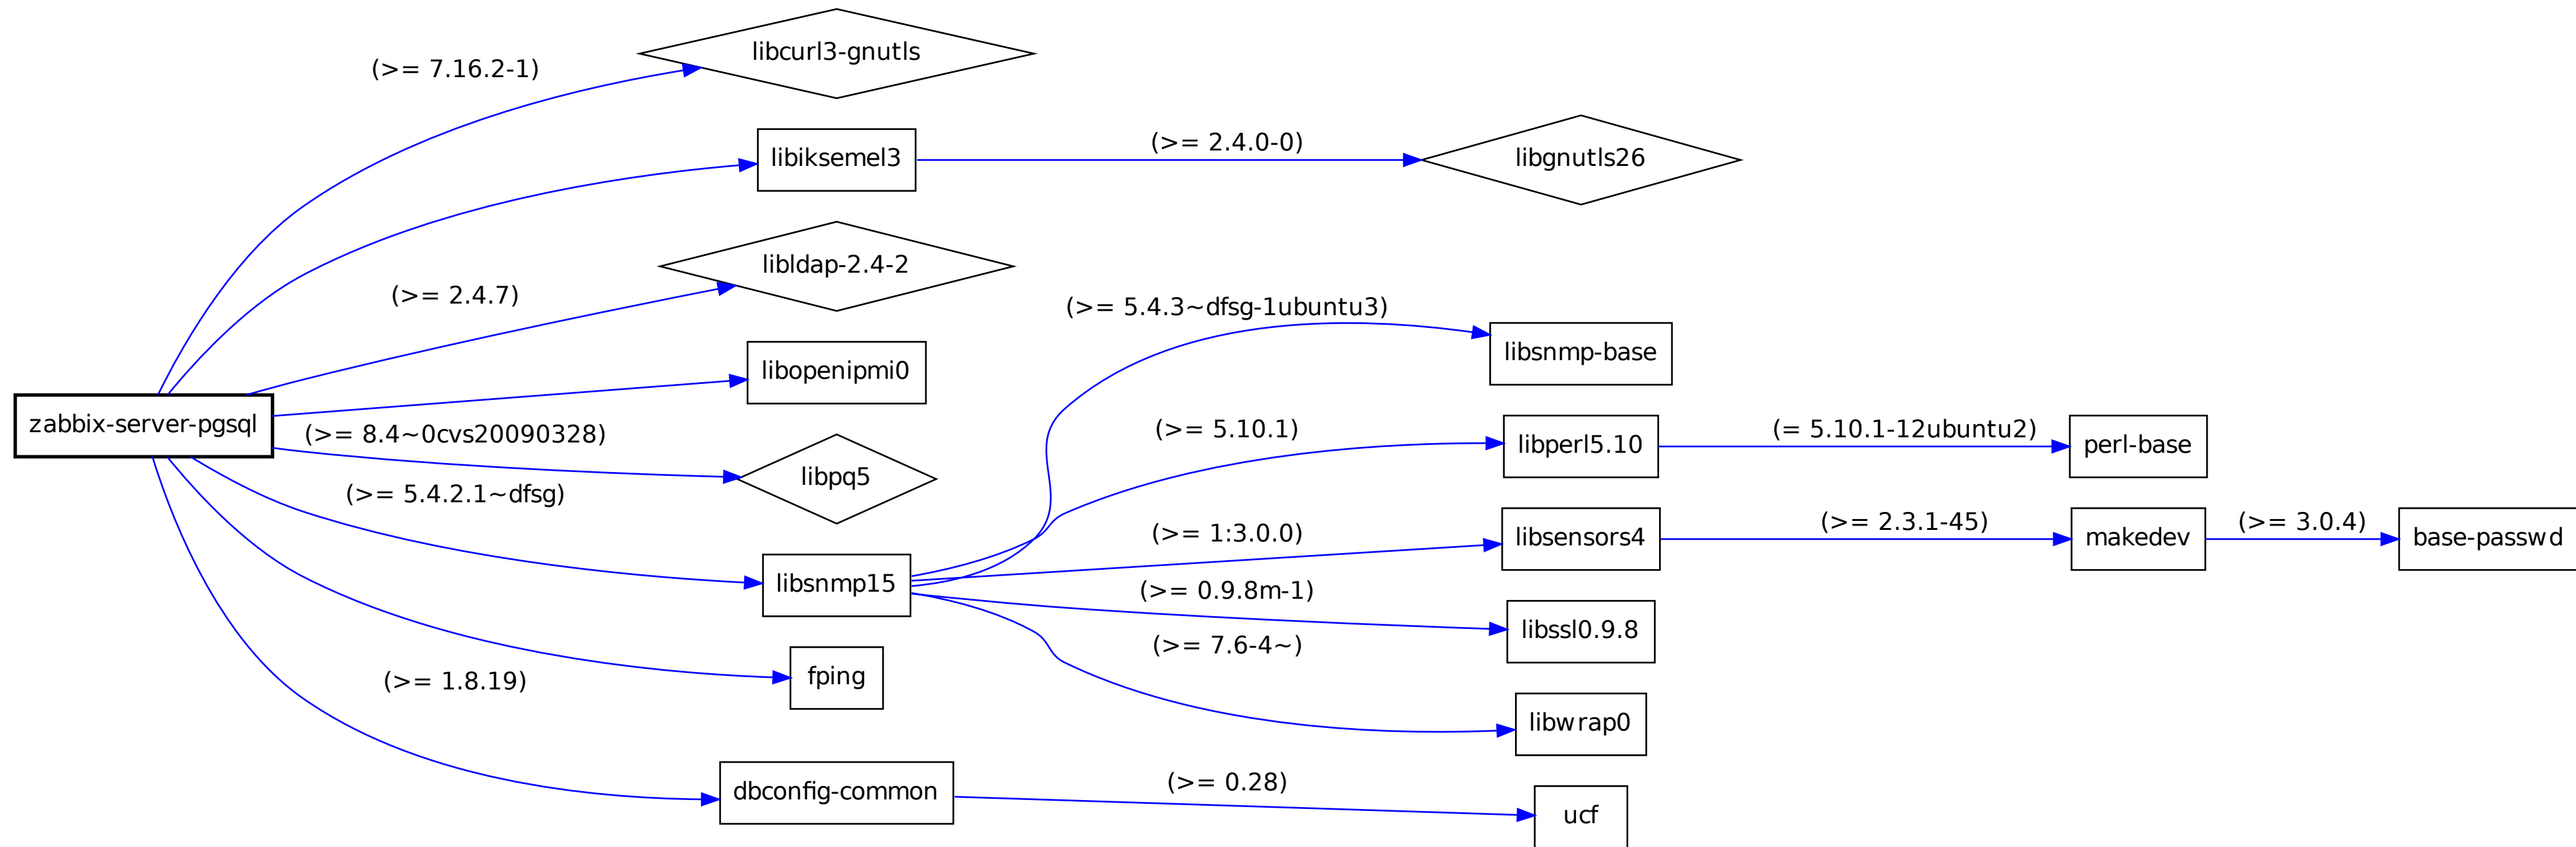 libcurl3-gnutls
(>= 7.16.2-1)
(>= 2.4.0-0)
libiksemel3
libgnutls26
libldap-2.4-2
(>= 2.4.7)
(>= 5.4.3~dfsg-1ubuntu3)
libsnmp-base
libopenipmi0
zabbix-server-pgsql
(>= 8.4~0cvs20090328)
(>= 5.10.1)
libperl5.10
(= 5.10.1-12ubuntu2)
perl-base
libpq5
(>= 5.4.2.1~dfsg)
(>= 1:3.0.0)
libsensors4
(>= 2.3.1-45)
makedev
(>= 3.0.4)
base-passwd
libsnmp15
(>= 0.9.8m-1)
libssl0.9.8
(>= 7.6-4~)
fping
(>= 1.8.19)
libwrap0
dbconfig-common
(>= 0.28)
ucf